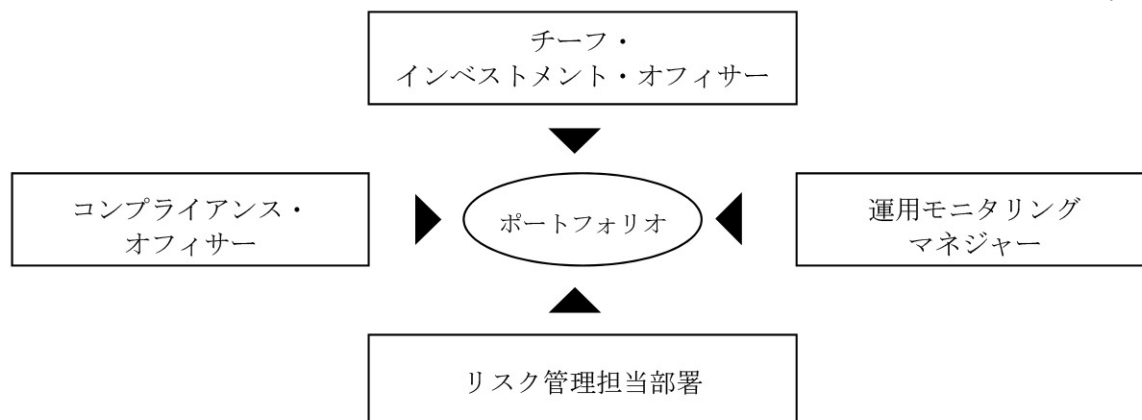 チーフ・
インベストメント・オフィサー
コンプライアンス・
オフィサー
ポートフォリオ
運用モニタリング
マネジャー
リスク管理担当部署